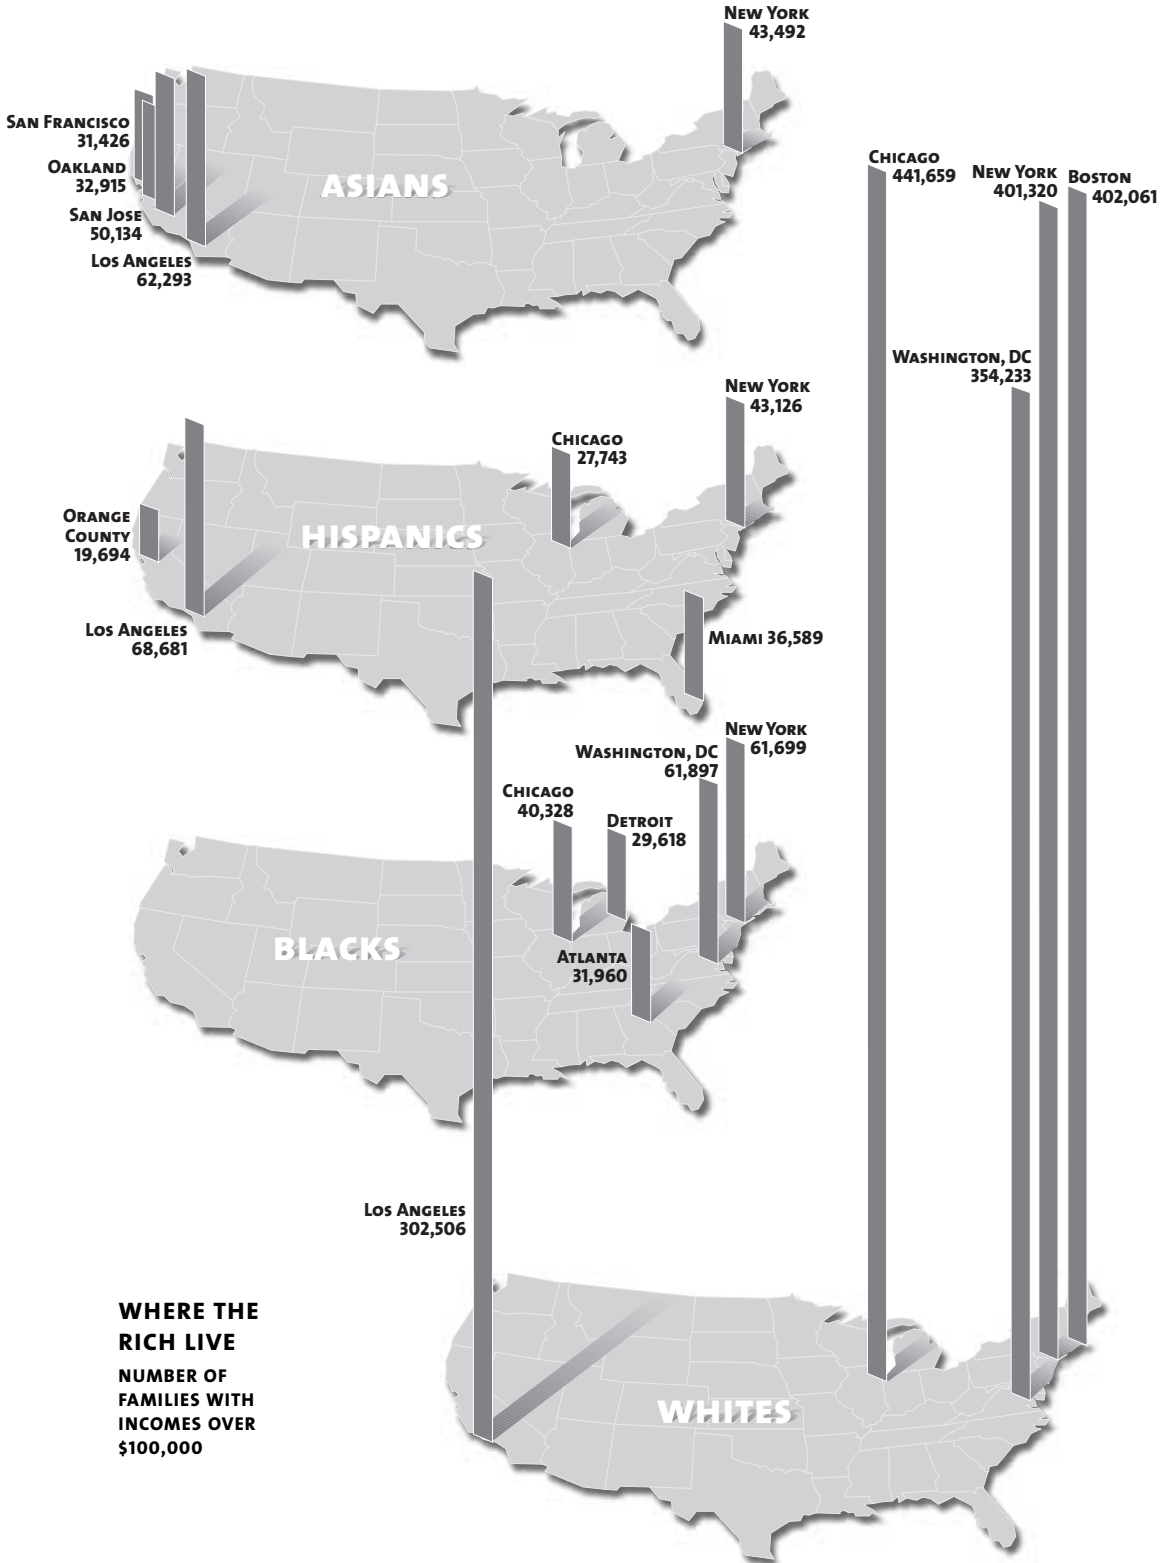 New York
43,492
San Francisco
31,426
Oakland
32,915
San Jose
50,134
Los Angeles
62,293
ASIANS
Chicago
441,659
New York
401,320
Boston
402,061
Washington, DC
354,233
New York
43,126
Chicago
27,743
Orange
County
19,694
HISPANICS
Los Angeles
68,681
Miami 36,589
New York
61,699
Washington, DC
61,897
Chicago
40,328
Detroit
29,618
BLACKS
Atlanta
31,960
Los Angeles
302,506
WHERE THE
RICH LIVE
NUMBER OF
FAMILIES WITH
INCOMES OVER
$100,000
WHITES